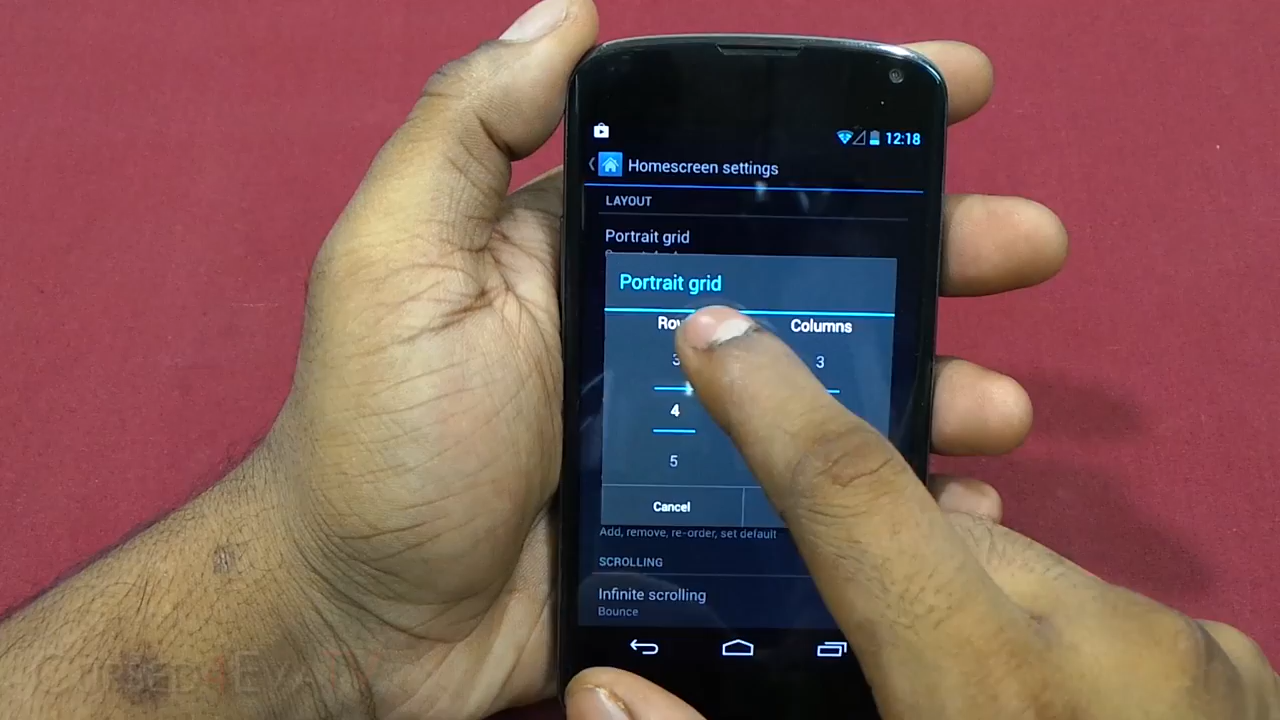 12:18
Homescreen settings
LAYOUT
Portrait grid
Portrait grid
Columns
3 3
4
5
Cancel
Add, remove, re-order, set default
SCROLLING
Infinite scrolling
Bounce